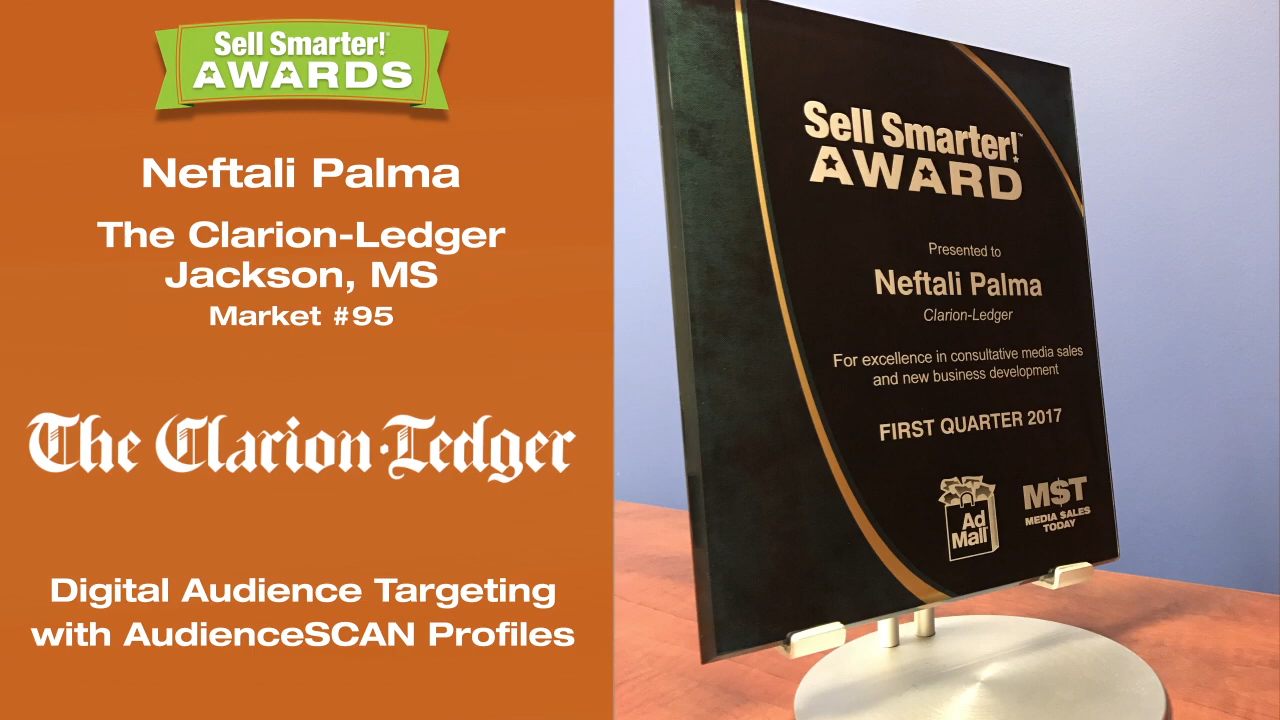 Sell Smarter!
AWARDS
Neftali Palma
The Clarion-Ledger
Jackson, MS
Market #95
The Clarion-Ledger
Digital Audience Targeting
with AudienceSCAN Profiles
Sell Smarter!™
AWARD
Presented to
Neftali Palma
Clarion-Ledger
For excellence in consultative media sales
and new business development
FIRST QUARTER 2017
Ad
Mall
M$T
MEDIA $ALES
TODAY